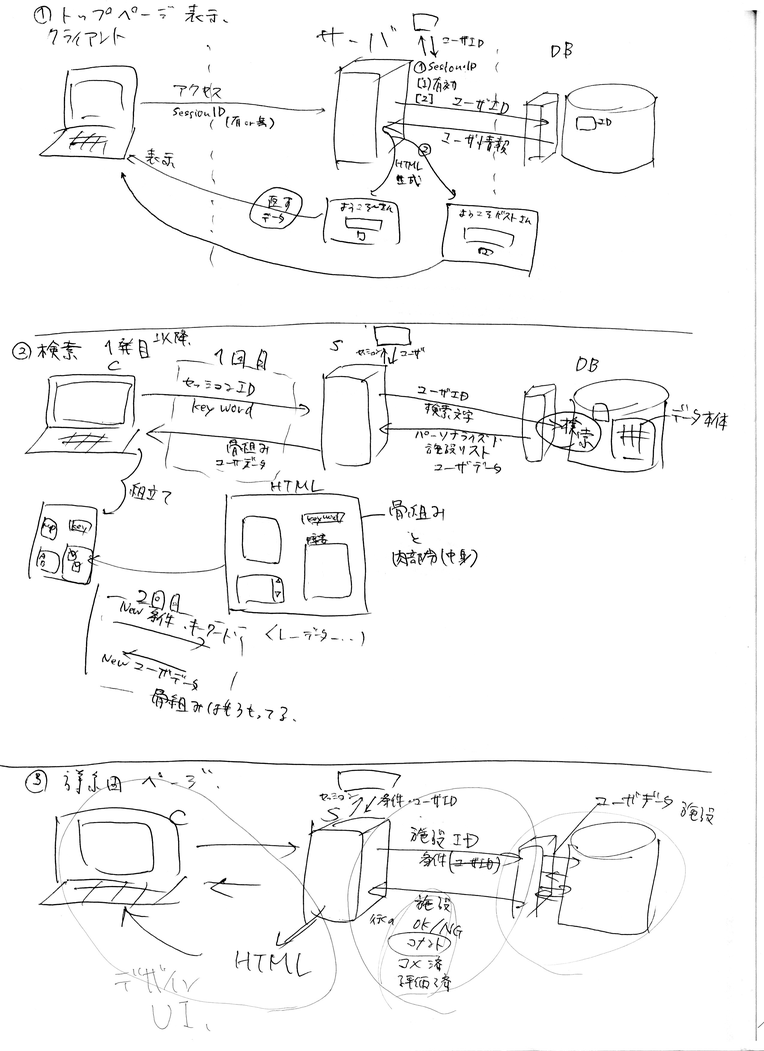 ① トップページ表示、
クライアント
サーバ
ユーザID
DB
アクセス
SessionID
(有or無)
① SesionID
[1]有効
[2]
ユーザID
ユーザ情報
ID
表示
返す
データ
HTML
生成
②
ようこそ〜さん
ようこそゲストさん
② 検索 1発目 以降.
C
1回目
S
セッション
ユーザ
DB
セッションID
key word
ユーザID
検索文字
検索
データ本体
骨組み
ユーザデータ
パーソナライズド
施設リスト
ユーザデータ
組立て
HTML
keyword
骨組み
と
内部部分(中身)
key
2回目
New 条件・キーワード・
(レーデーター...)
New ユーザデータ
骨組みはもうもってる.
③ 詳細ページ.
C
セッション
条件・ユーザID
S
ユーザデータ
施設
施設 ID
条件(ユーザID)
施設
OK/NG
コメント
コメ済
評価済
HTML
デザイン
UI.